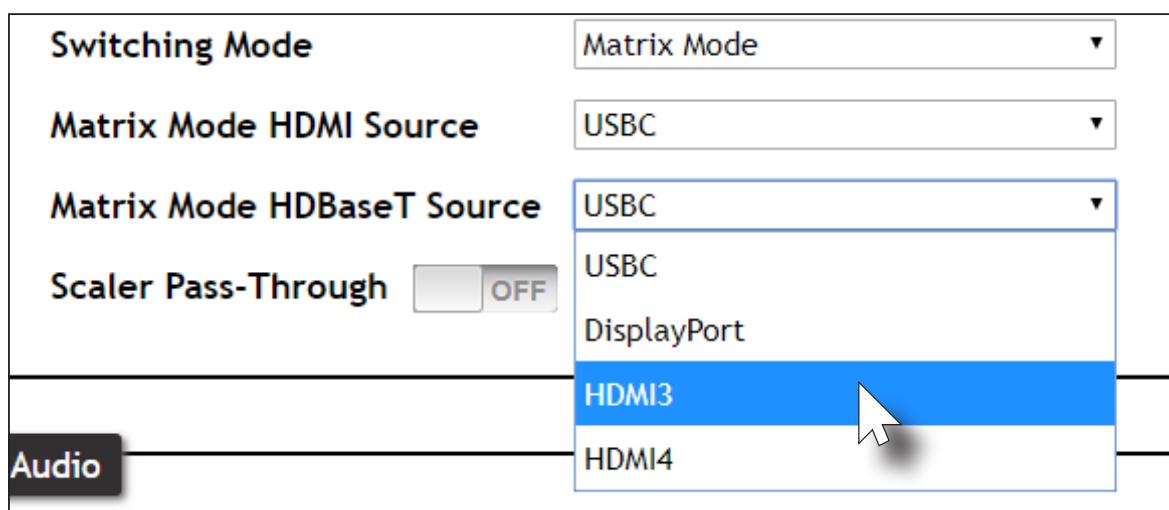 Switching Mode Matrix Mode
Matrix Mode HDMI Source USBC
Matrix Mode HDBaseT Source USBC
USBC
Scaler Pass-Through OFF
DisplayPort
HDMI3
HDMI4
Audio